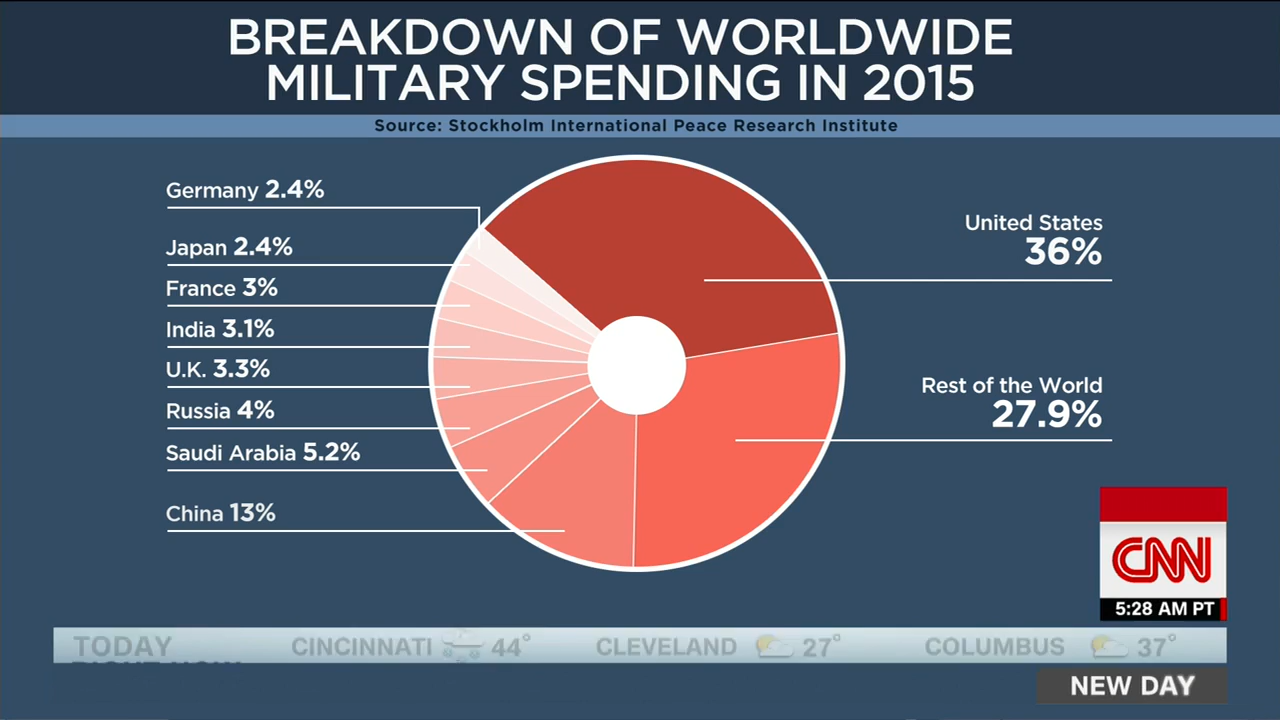 BREAKDOWN OF WORLDWIDE
MILITARY SPENDING IN 2015
Source: Stockholm International Peace Research Institute
Germany 2.4%
Japan 2.4%
France 3%
India 3.1%
U.K. 3.3%
Russia 4%
Saudi Arabia 5.2%
China 13%
United States
36%
Rest of the World
27.9%
CNN
5:28 AM PT
TODAY
RIGHT NOW
CINCINNATI 44°
CLEVELAND 27°
COLUMBUS 37°
NEW DAY